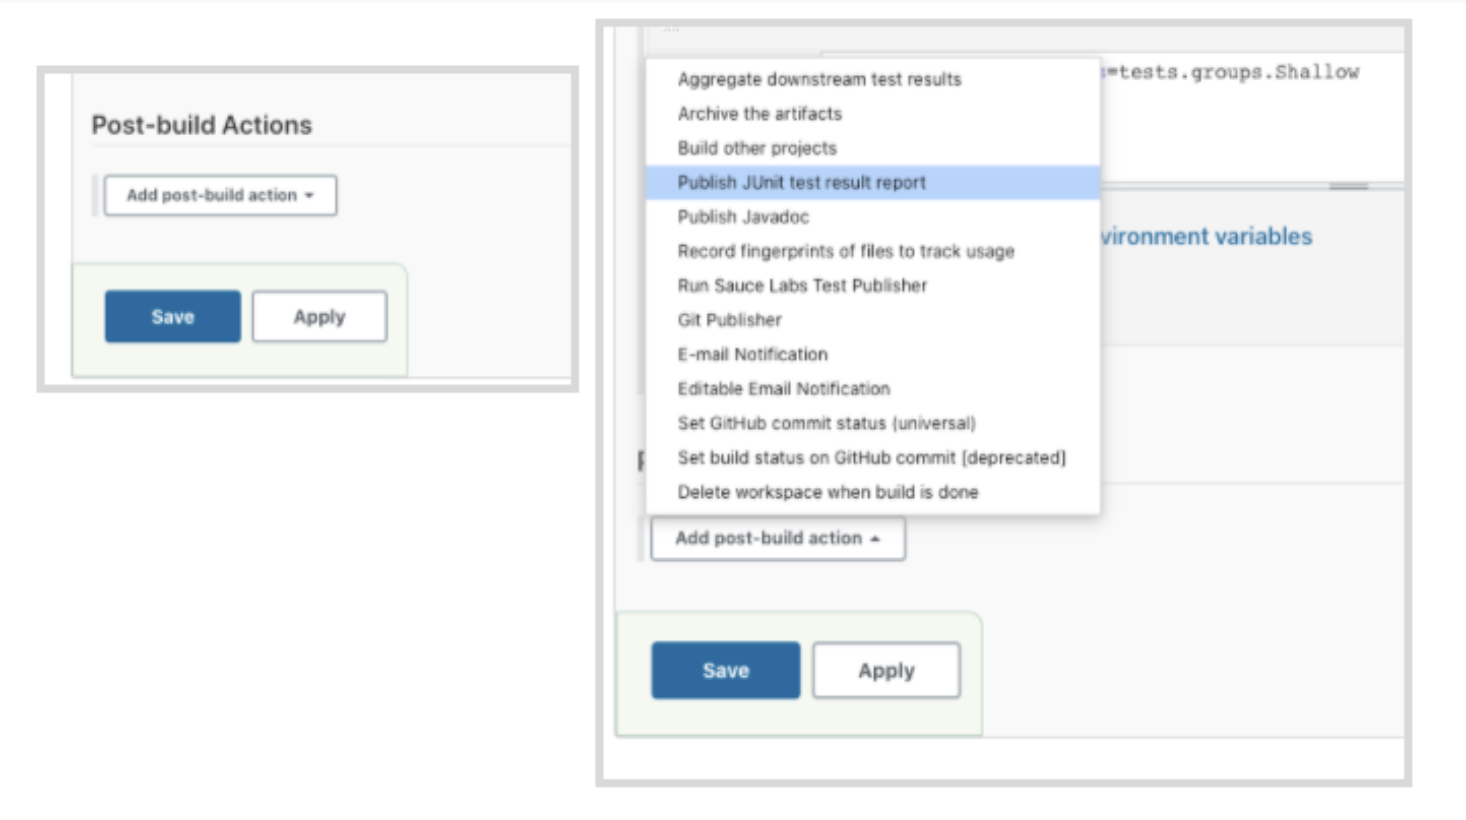 Post-build Actions
Add post-build action
Save
Apply
=tests.groups.Shallow
Aggregate downstream test results
Archive the artifacts
Build other projects
Publish JUnit test result report
Publish Javadoc
Record fingerprints of files to track usage
Run Sauce Labs Test Publisher
Git Publisher
E-mail Notification
Editable Email Notification
Set GitHub commit status (universal)
Set build status on GitHub commit [deprecated]
Delete workspace when build is done
vironment variables
Add post-build action
Save
Apply